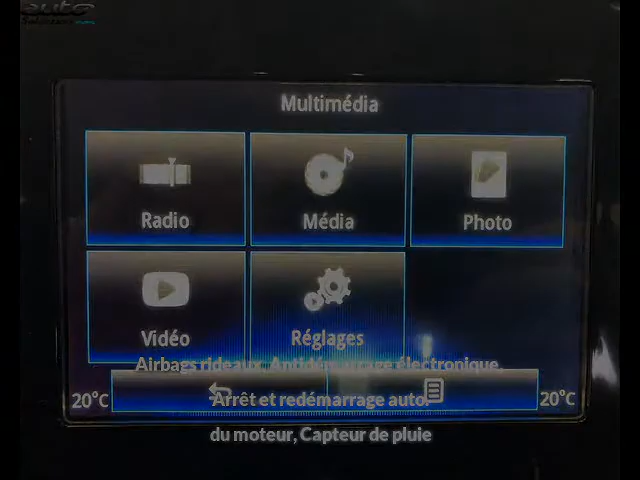 auto
Multimédia
Radio
Média
Photo
Vidéo
Réglages
Airbags rideaux, Antidémarrage électronique,
20°C
Arrêt et redémarrage auto.
20°C
du moteur, Capteur de pluie